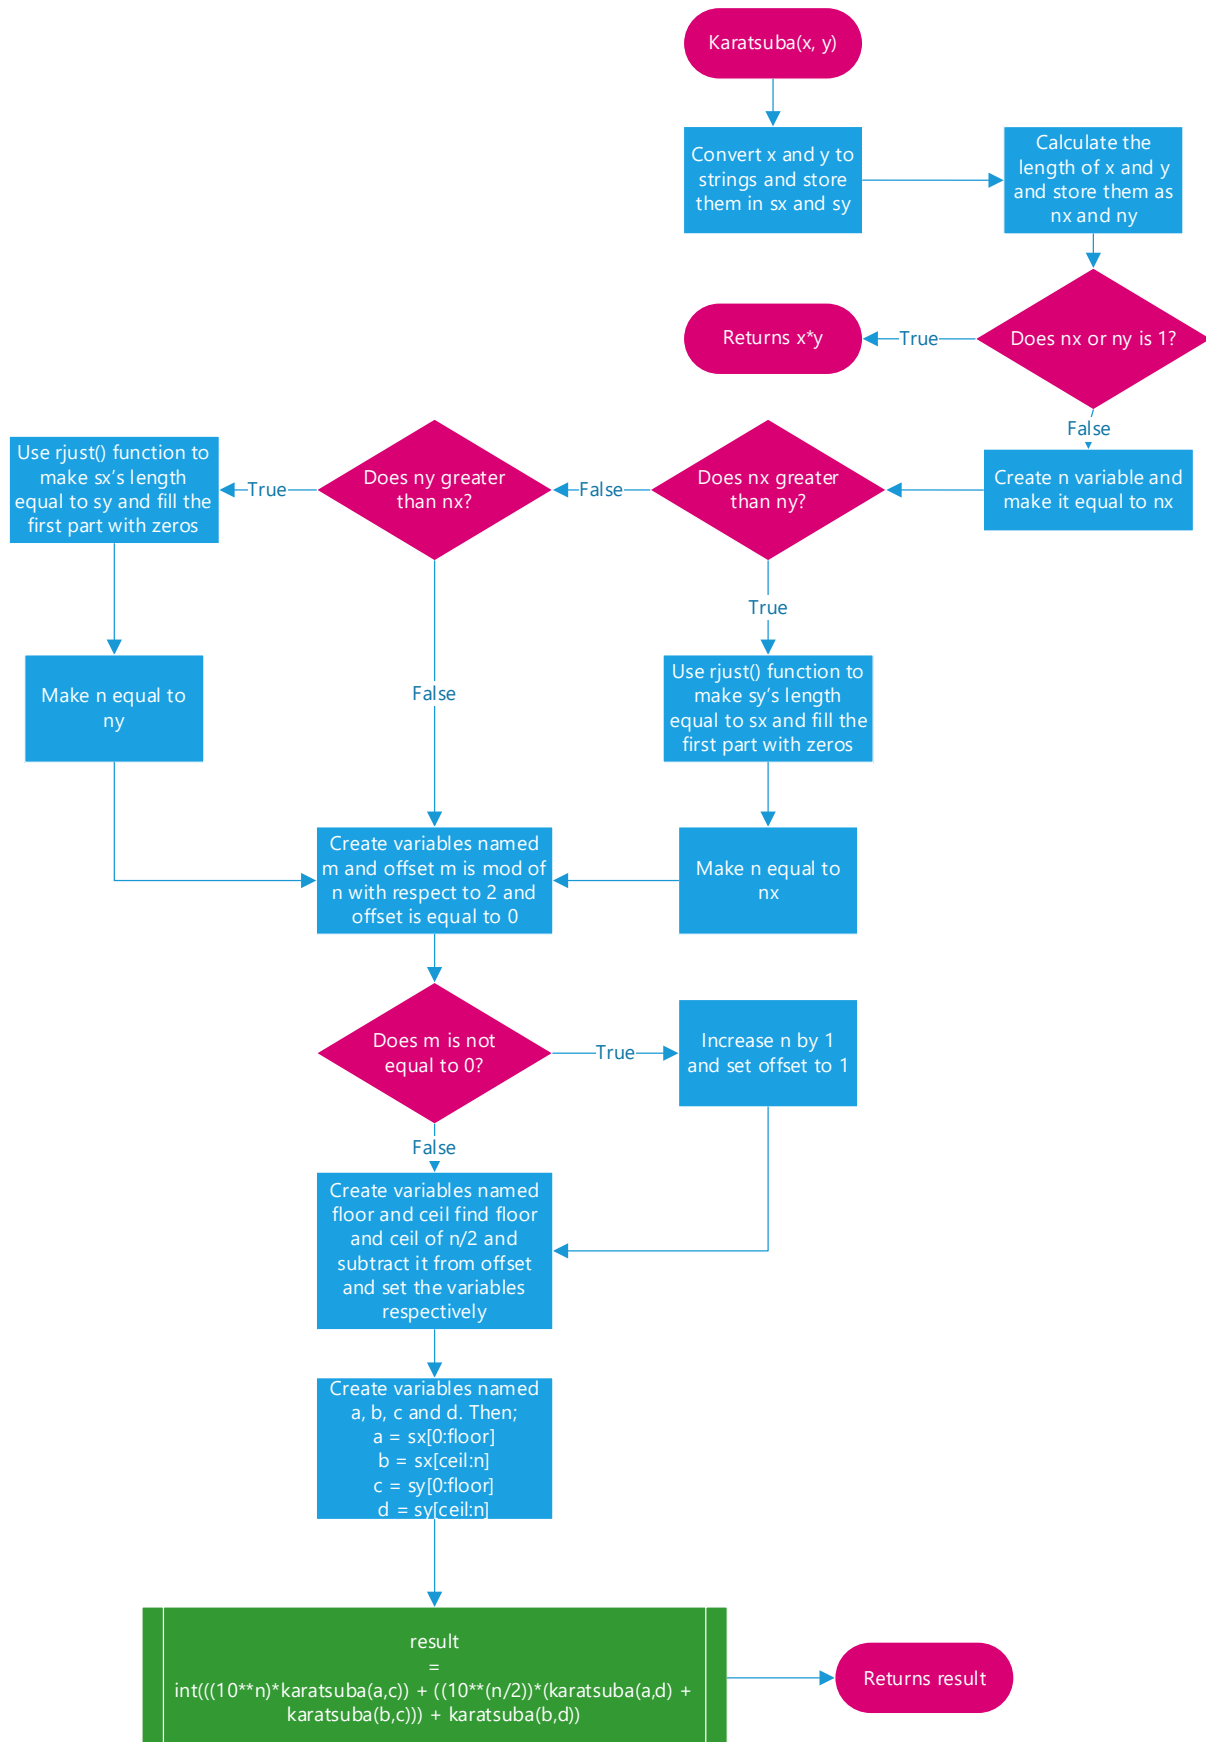 Karatsuba(x, y)
Convert x and y to
strings and store
them in sx and sy
Calculate the
length of x and y
and store them as
nx and ny
Does nx or ny is 1?
True
Returns x*y
False
Create n variable and
make it equal to nx
Does nx greater
than ny?
False
Does ny greater
than nx?
True
Use rjust() function to
make sx's length
equal to sy and fill the
first part with zeros
Make n equal to
ny
False
True
Use rjust() function to
make sy's length
equal to sx and fill the
first part with zeros
Make n equal to
nx
Create variables named
m and offset m is mod of
n with respect to 2 and
offset is equal to 0
Does m is not
equal to 0?
True
Increase n by 1
and set offset to 1
False
Create variables named
floor and ceil find floor
and ceil of n/2 and
subtract it from offset
and set the variables
respectively
Create variables named
a, b, c and d. Then;
a = sx[0:floor]
b = sx[ceil:n]
c = sy[0:floor]
d = sy[ceil:n]
result
=
int(((10**n)*karatsuba(a,c)) + ((10**(n/2))*(karatsuba(a,d) +
karatsuba(b,c))) + karatsuba(b,d))
Returns result